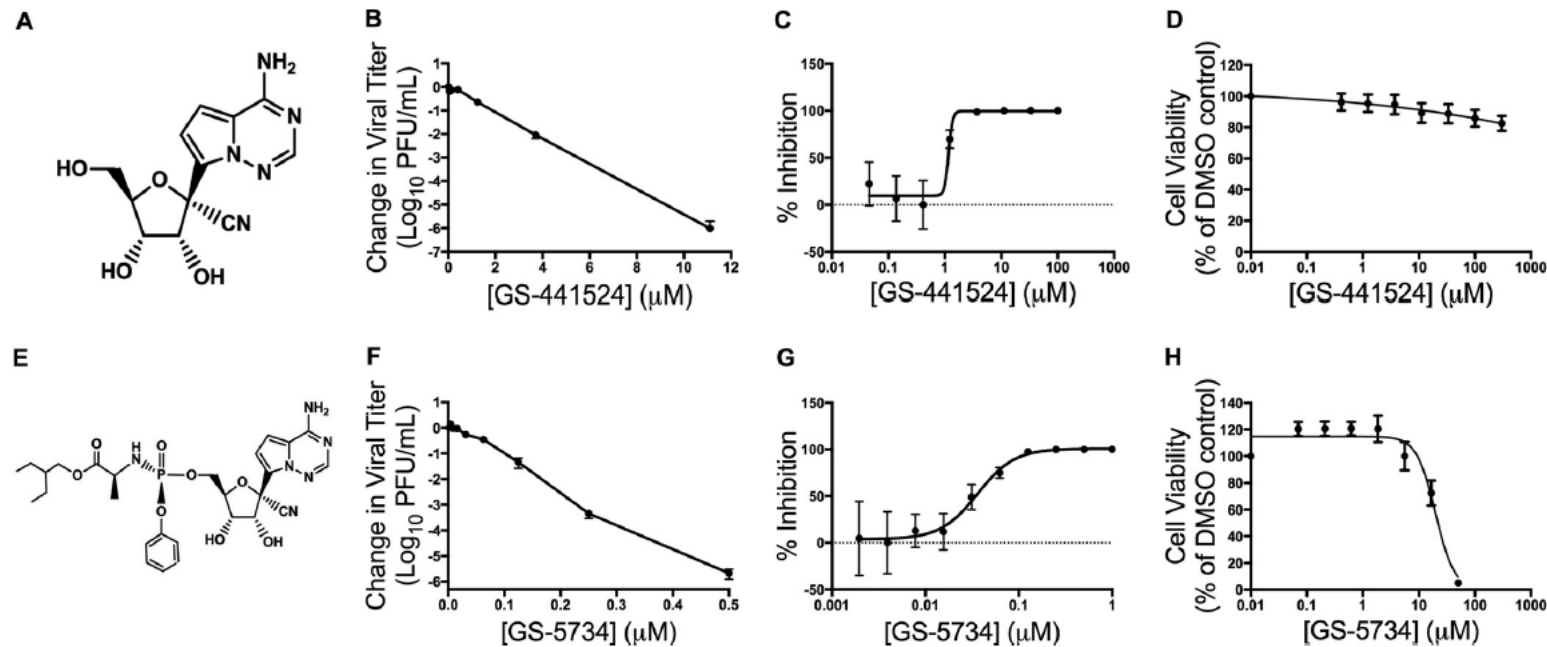 A
NH₂
N
N
N
HO
O
CN
HO
OH
B
Change in Viral Titer
(Log₁₀ PFU/mL)
1
0
-1
-2
-3
-4
-5
-6
-7
0 2 4 6 8 10 12
[GS-441524] (μM)
C
% Inhibition
150
100
50
0
-50
0.01 0.1 1 10 100 1000
[GS-441524] (μM)
D
Cell Viability
(% of DMSO control)
120
100
80
60
40
20
0
0.01 0.1 1 10 100 1000
[GS-441524] (μM)
E
NH₂
N
N
N
O
O
H
N
O
P
O
O
O
CN
HO
OH
F
Change in Viral Titer
(Log₁₀ PFU/mL)
1
0
-1
-2
-3
-4
-5
-6
0.0 0.1 0.2 0.3 0.4 0.5
[GS-5734] (μM)
G
% Inhibition
150
100
50
0
-50
0.001 0.01 0.1 1
[GS-5734] (μM)
H
Cell Viability
(% of DMSO control)
140
120
100
80
60
40
20
0
0.01 0.1 1 10 100 1000
[GS-5734] (μM)